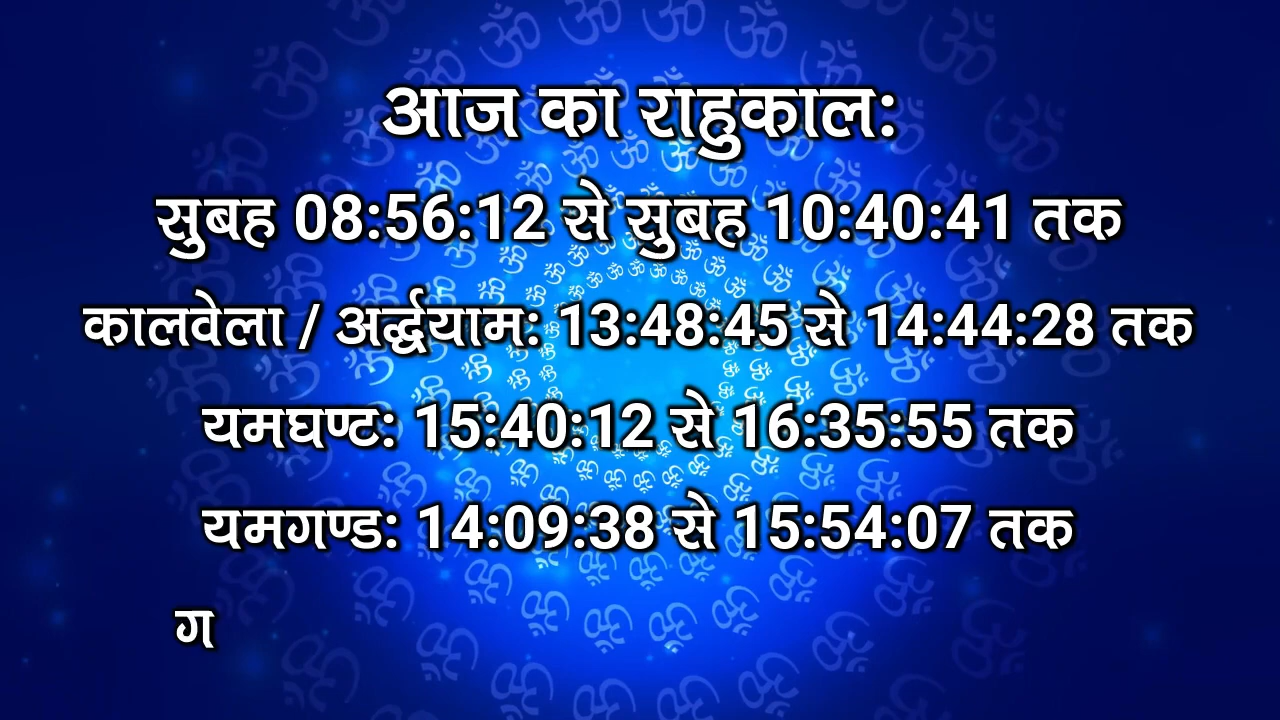 आज का राहुकाल:
सुबह 08:56:12 से सुबह 10:40:41 तक
कालवेला / अर्द्धयाम: 13:48:45 से 14:44:28 तक
यमघण्ट: 15:40:12 से 16:35:55 तक
यमगण्ड: 14:09:38 से 15:54:07 तक
ग